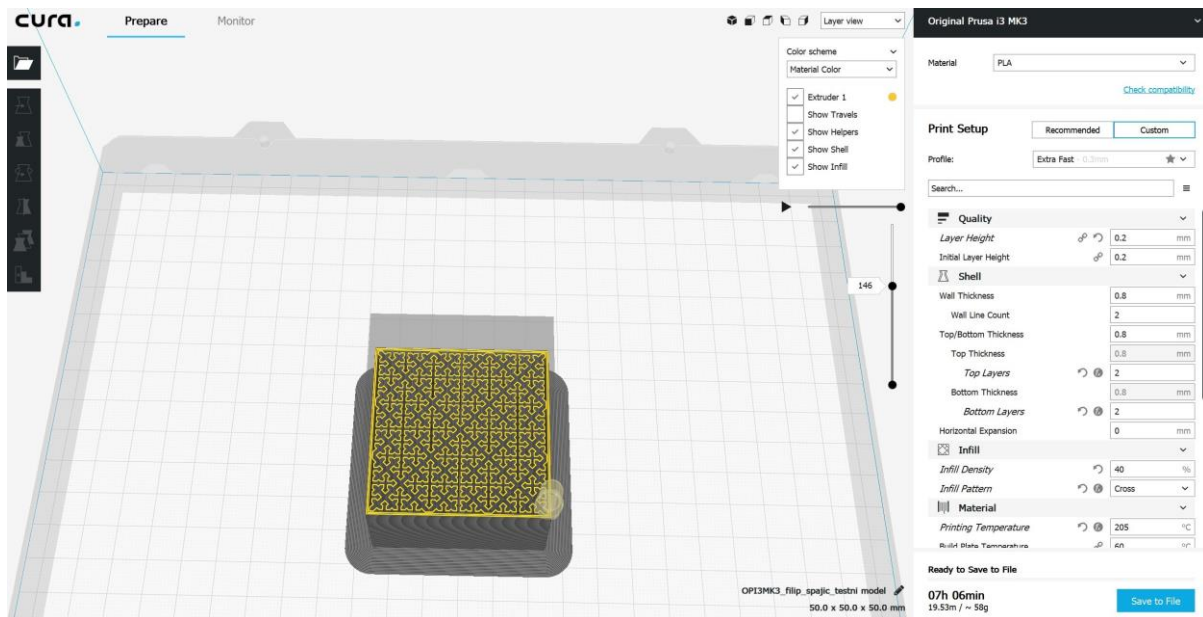 cura.
Prepare
Monitor
Layer view
Color scheme
Material Color
Extruder 1
Show Travels
Show Helpers
Show Shell
Show Infill
146
OPI3MK3_filip_spajic_testni model
50.0 x 50.0 x 50.0 mm
Original Prusa i3 MK3
Material PLA
Check compatibility
Print Setup Recommended Custom
Profile: Extra Fast - 0.3mm
Search...
Quality
Layer Height 0.2 mm
Initial Layer Height 0.2 mm
Shell
Wall Thickness 0.8 mm
Wall Line Count 2
Top/Bottom Thickness 0.8 mm
Top Thickness 0.8 mm
Top Layers 2
Bottom Thickness 0.8 mm
Bottom Layers 2
Horizontal Expansion 0 mm
Infill
Infill Density 40 %
Infill Pattern Cross
Material
Printing Temperature 205 °C
Build Plate Temperature 60 °C
Ready to Save to File
07h 06min
19.53m / ~ 58g
Save to File